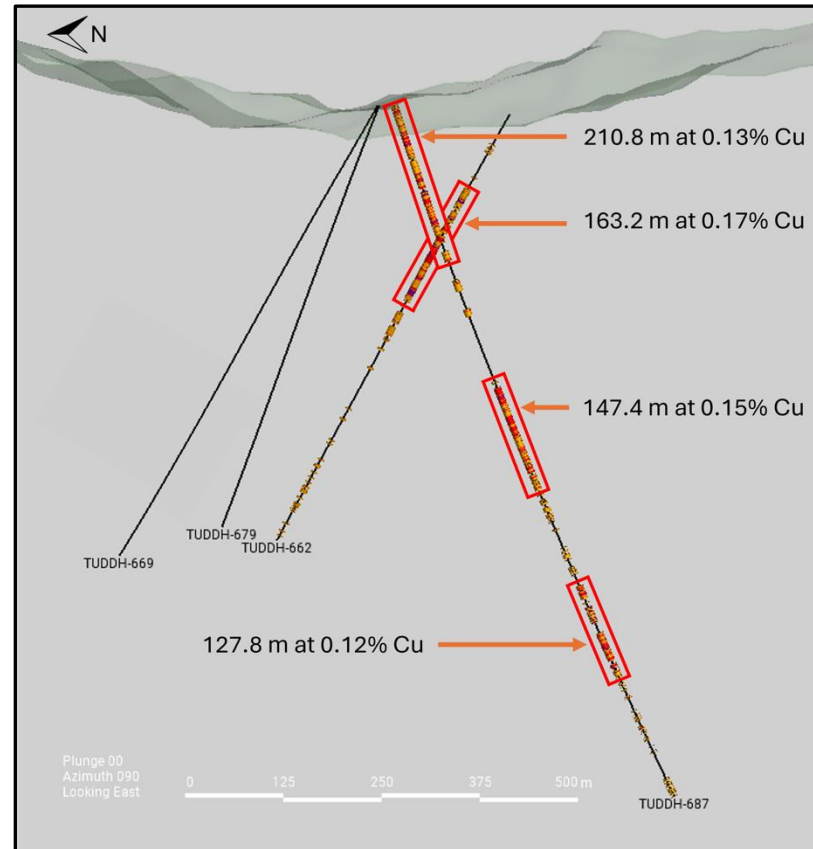 N
210.8 m at 0.13% Cu
163.2 m at 0.17% Cu
147.4 m at 0.15% Cu
TUDDH-679
TUDDH-662
TUDDH-669
127.8 m at 0.12% Cu
Plunge 00
Azimuth 090
Looking East
0 125 250 375 500 m
TUDDH-687